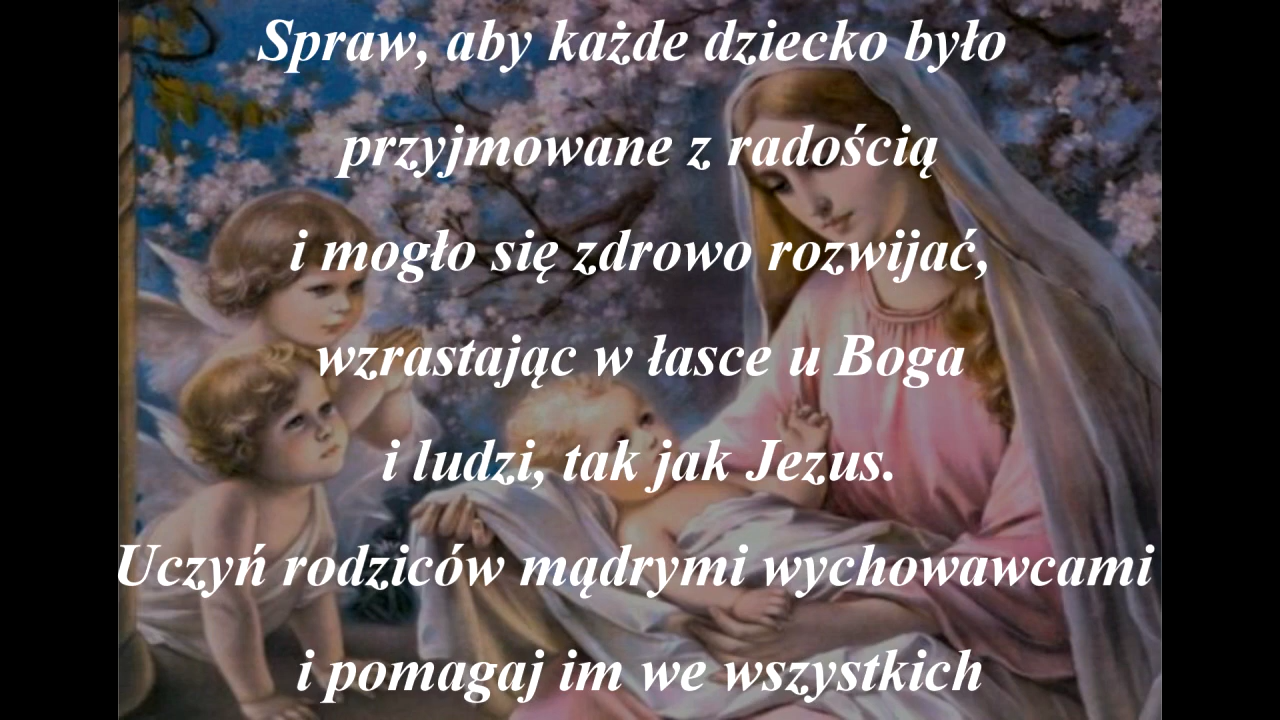 Spraw, aby każde dziecko było
przyjmowane z radością
i mogło się zdrowo rozwijać,
wzrastając w łasce u Boga
i ludzi, tak jak Jezus.
Uczyń rodziców mądrymi wychowawcami
i pomagaj im we wszystkich